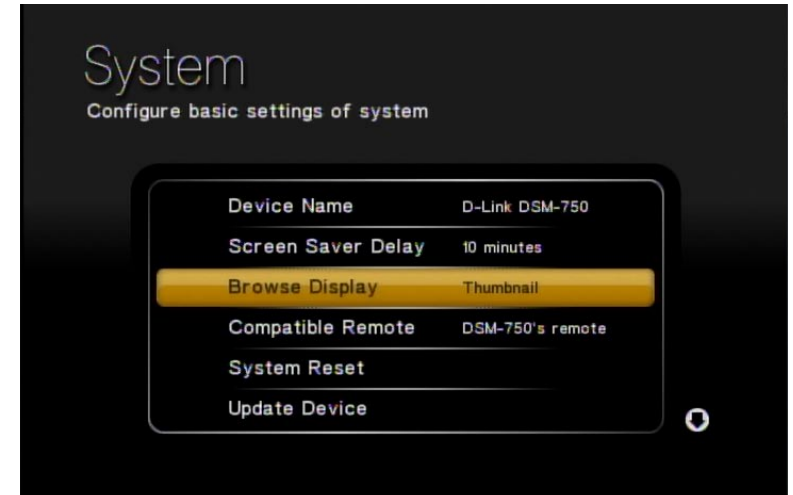 System
Configure basic settings of system
Device Name D-Link DSM-750
Screen Saver Delay 10 minutes
Browse Display Thumbnail
Compatible Remote DSM-750's remote
System Reset
Update Device